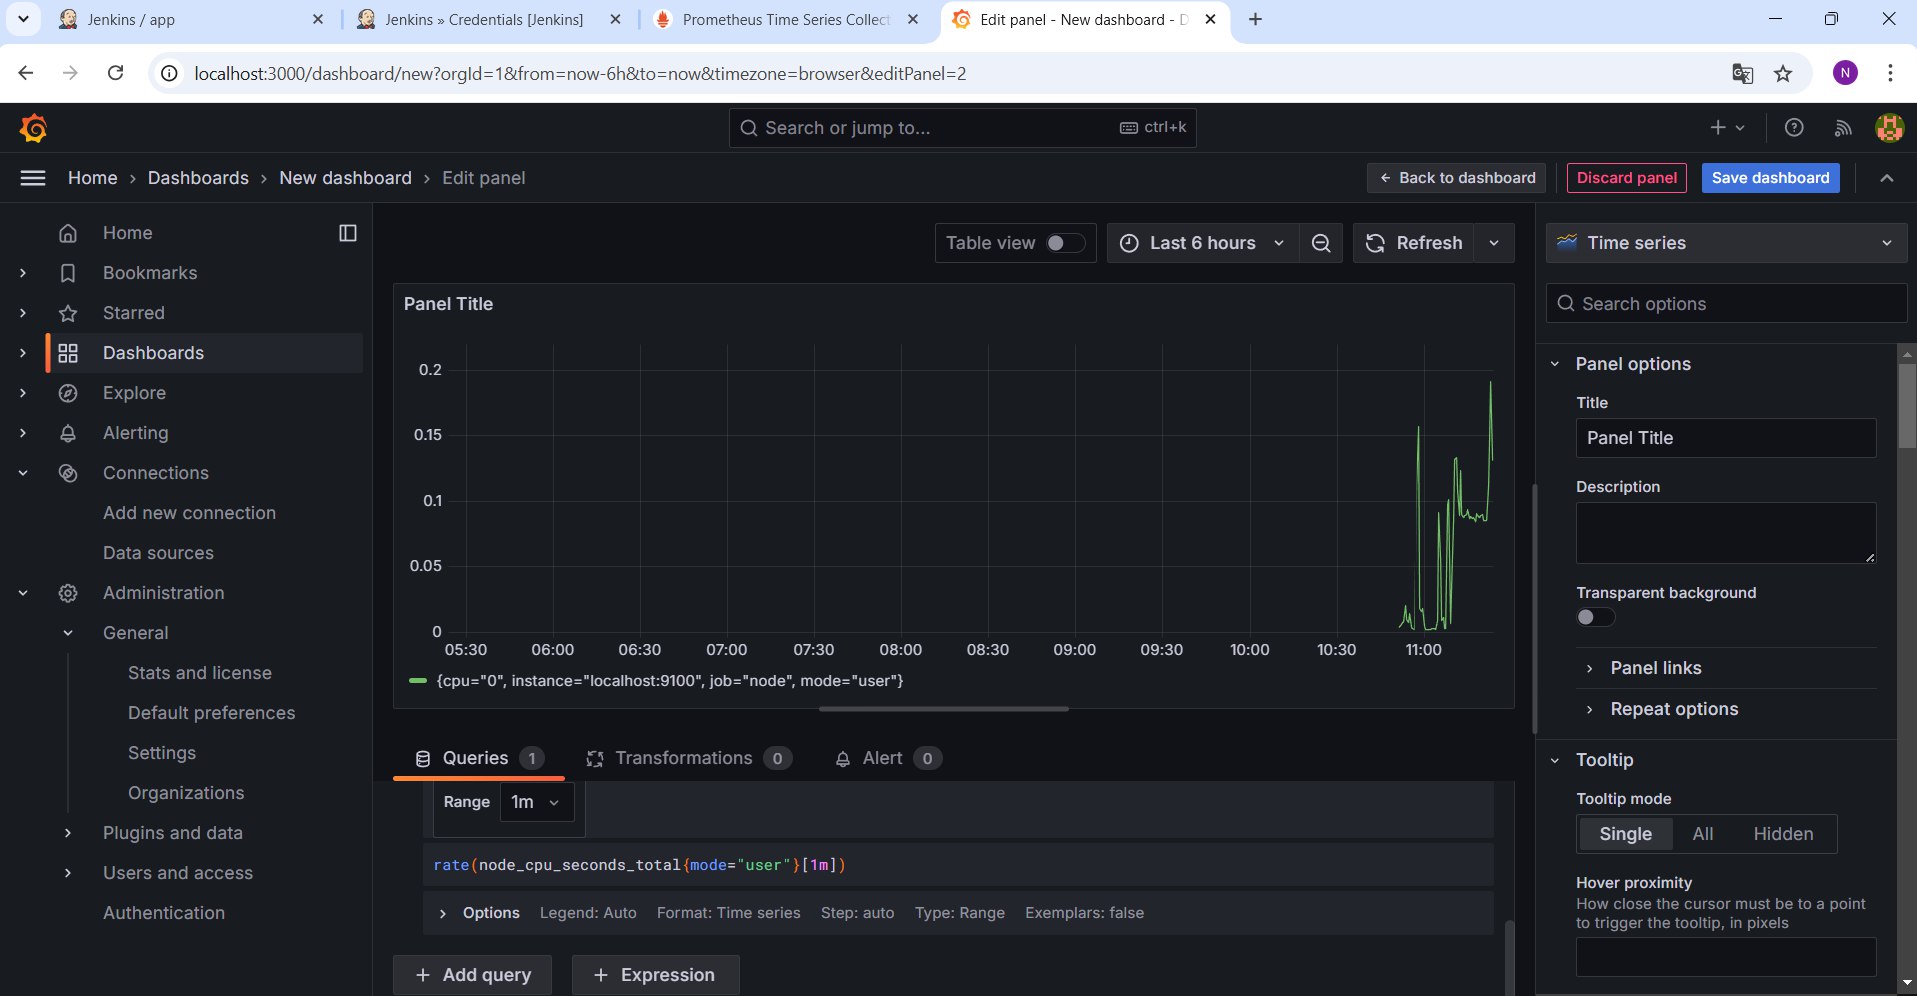 Jenkins / app
Jenkins » Credentials [Jenkins]
Prometheus Time Series Collect
Edit panel - New dashboard - D
localhost:3000/dashboard/new?orgId=1&from=now-6h&to=now&timezone=browser&editPanel=2
N
Search or jump to...
ctrl+k
Home › Dashboards › New dashboard › Edit panel
Back to dashboard
Discard panel
Save dashboard
Home
Bookmarks
Starred
Dashboards
Explore
Alerting
Connections
Add new connection
Data sources
Administration
General
Stats and license
Default preferences
Settings
Organizations
Plugins and data
Users and access
Authentication
Table view
Last 6 hours
Refresh
Panel Title
0.2
0.15
0.1
0.05
0
05:30 06:00 06:30 07:00 07:30 08:00 08:30 09:00 09:30 10:00 10:30 11:00
{cpu="0", instance="localhost:9100", job="node", mode="user"}
Queries 1
Transformations 0
Alert 0
Range 1m
rate(node_cpu_seconds_total{mode="user"}[1m])
Options Legend: Auto Format: Time series Step: auto Type: Range Exemplars: false
+ Add query
+ Expression
Time series
Search options
Panel options
Title
Panel Title
Description
Transparent background
Panel links
Repeat options
Tooltip
Tooltip mode
Single All Hidden
Hover proximity
How close the cursor must be to a point
to trigger the tooltip, in pixels